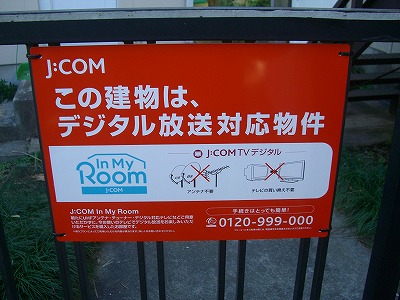 J:COM
この建物は、
デジタル放送対応物件
J:COM TV デジタル
In My
Room
J:COM
アンテナ不要
テレビの買い替え不要
J:COM In My Room
手続きはとっても簡単!
0120-999-000